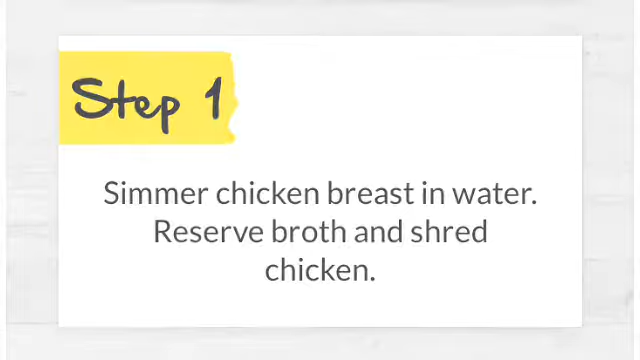 Step 1
Simmer chicken breast in water.
Reserve broth and shred
chicken.